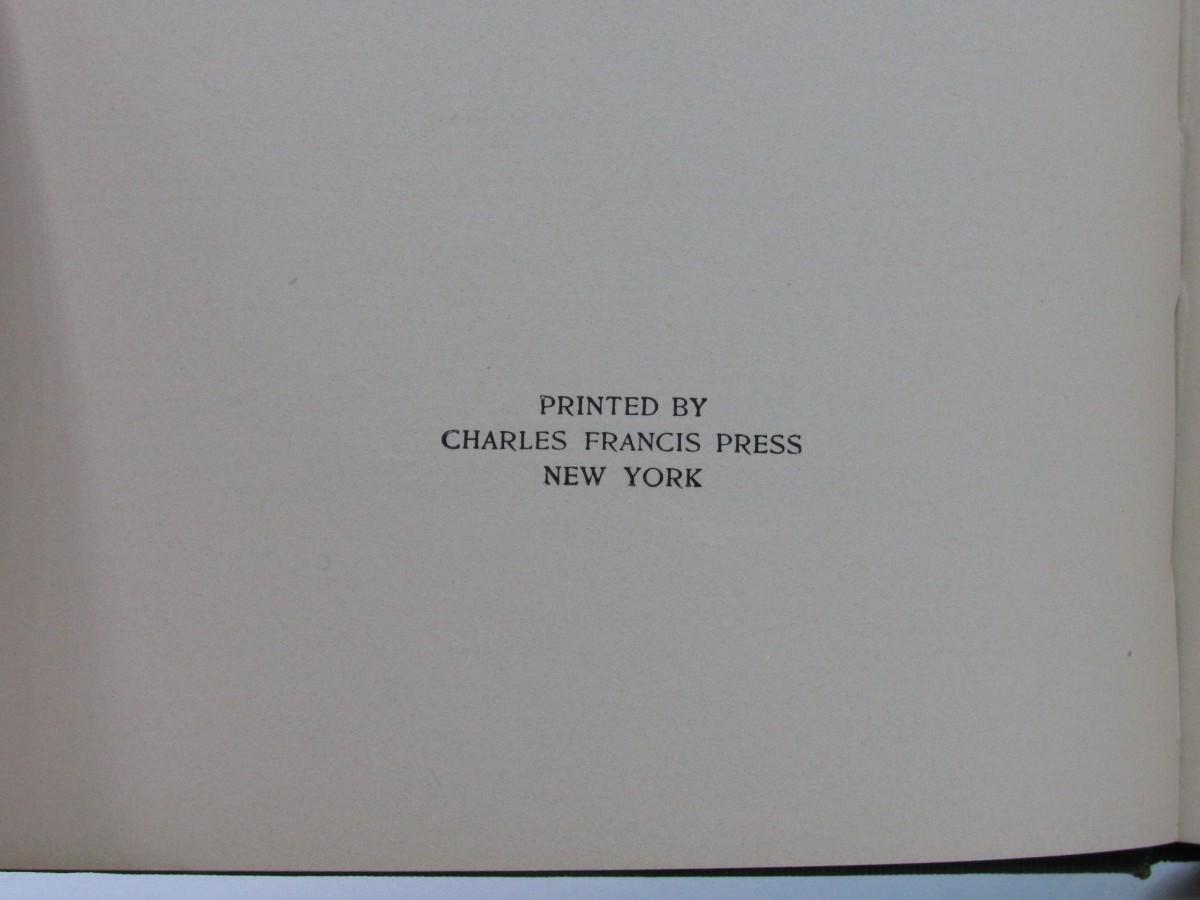 PRINTED BY
CHARLES FRANCIS PRESS
NEW YORK